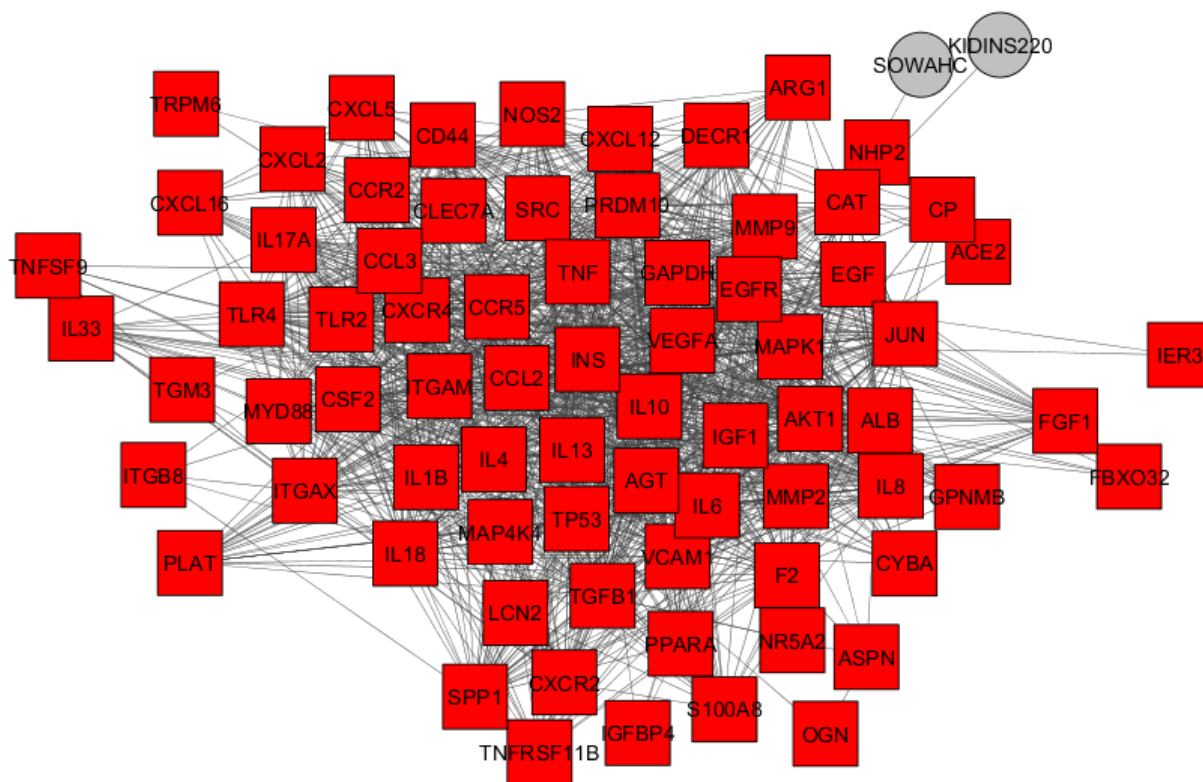 KIDINS220
SOWAHC
ARG1
TRPM6
CXCL5
NOS2
CD44
CXCL12
DECR1
NHP2
CXCL2
CCR2
CXCL16
CLEC7A
SRC
PRDM10
CAT
CP
MMP9
IL17A
ACE2
CCL3
TNFSF9
TNF
GAPDH
EGF
EGFR
CCR5
CXCR4
TLR4
TLR2
IL33
JUN
VEGFA
MAPK1
IER3
INS
CCL2
ITGAM
TGM3
CSF2
MYD88
IL10
AKT1
ALB
FGF1
IGF1
IL13
IL4
IL1B
ITGB8
ITGAX
AGT
IL8
FBXO32
MMP2
GPNMB
IL6
TP53
MAP4K4
IL18
PLAT
VCAM1
CYBA
F2
TGFB1
LCN2
PPARA
NR5A2
ASPN
CXCR2
SPP1
S100A8
IGFBP4
OGN
TNFRSF11B